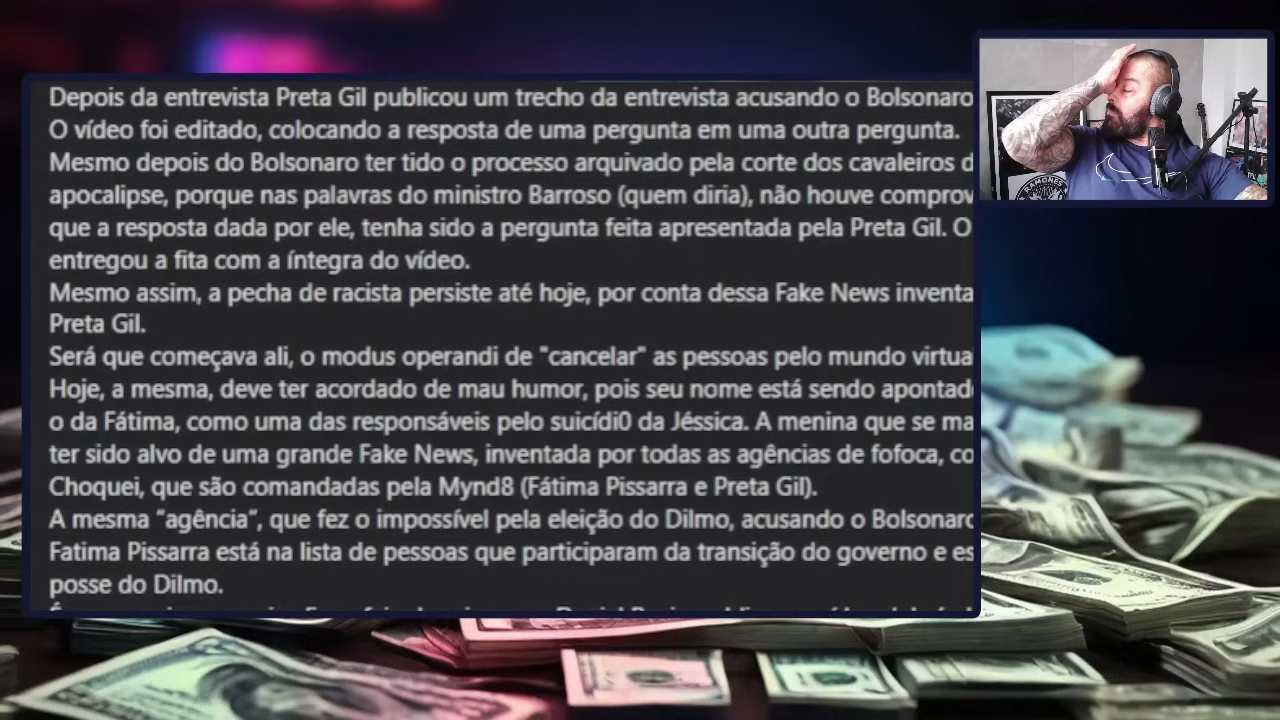 Depois da entrevista Preta Gil publicou um trecho da entrevista acusando o Bolsonaro
O vídeo foi editado, colocando a resposta de uma pergunta em uma outra pergunta.
Mesmo depois do Bolsonaro ter tido o processo arquivado pela corte dos cavaleiros d
apocalipse, porque nas palavras do ministro Barroso (quem diria), não houve comprov
que a resposta dada por ele, tenha sido a pergunta feita apresentada pela Preta Gil. O
entregou a fita com a íntegra do vídeo.
Mesmo assim, a pecha de racista persiste até hoje, por conta dessa Fake News inventa
Preta Gil.
Será que começava ali, o modus operandi de "cancelar" as pessoas pelo mundo virtua
Hoje, a mesma, deve ter acordado de mau humor, pois seu nome está sendo apontad
o da Fátima, como uma das responsáveis pelo suicídi0 da Jéssica. A menina que se ma
ter sido alvo de uma grande Fake News, inventada por todas as agências de fofoca, co
Choquei, que são comandadas pela Mynd8 (Fátima Pissarra e Preta Gil).
A mesma “agência”, que fez o impossível pela eleição do Dilmo, acusando o Bolsonaro
Fatima Pissarra está na lista de pessoas que participaram da transição do governo e es
posse do Dilmo.
RAMONES